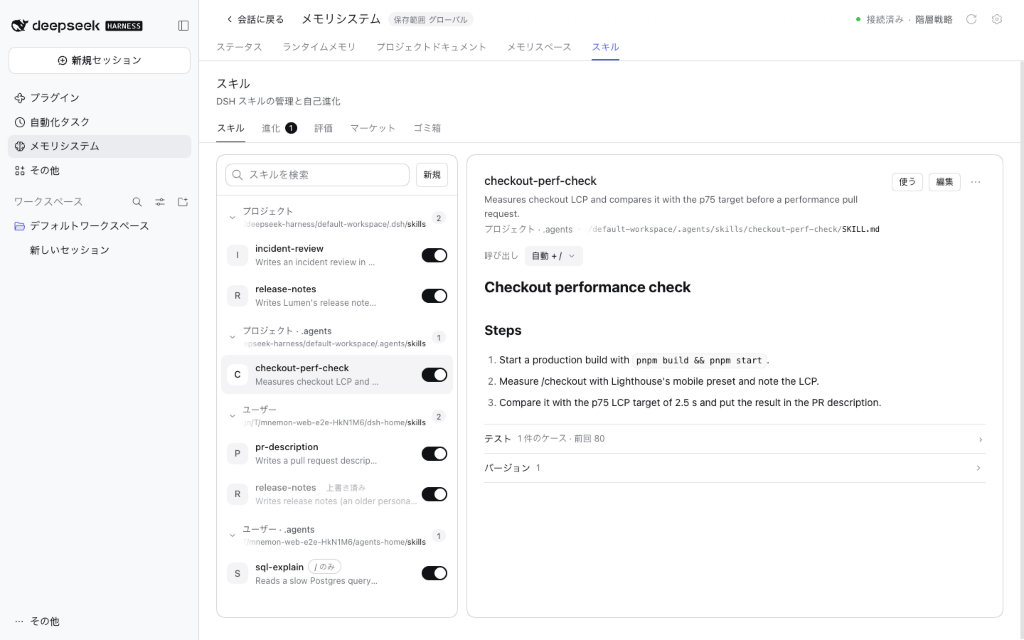 deepseek HARNESS
新規セッション
プラグイン
自動化タスク
メモリシステム
その他
ワークスペース
デフォルトワークスペース
新しいセッション
その他
会話に戻る
メモリシステム
保存範囲 グローバル
接続済み · 階層戦略
ステータス
ランタイムメモリ
プロジェクトドキュメント
メモリスペース
スキル
スキル
DSH スキルの管理と自己進化
スキル
進化 1
評価
マーケット
ゴミ箱
スキルを検索
新規
プロジェクト
deepseek-harness/default-workspace/.dsh/skills
2
I
incident-review
Writes an incident review in ...
R
release-notes
Writes Lumen's release note...
プロジェクト · .agents
epseek-harness/default-workspace/.agents/skills
1
C
checkout-perf-check
Measures checkout LCP and ...
ユーザー
/T/mnemon-web-e2e-HkN1M6/dsh-home/skills
2
P
pr-description
Writes a pull request descrip...
R
release-notes 上書き済み
Writes release notes (an older persona...
ユーザー · .agents
/mnemon-web-e2e-HkN1M6/agents-home/skills
1
S
sql-explain / のみ
Reads a slow Postgres query...
checkout-perf-check
使う
編集
Measures checkout LCP and compares it with the p75 target before a performance pull
request.
プロジェクト · .agents · /default-workspace/.agents/skills/checkout-perf-check/SKILL.md
呼び出し 自動 + /
Checkout performance check
Steps
1. Start a production build with pnpm build && pnpm start .
2. Measure /checkout with Lighthouse's mobile preset and note the LCP.
3. Compare it with the p75 LCP target of 2.5 s and put the result in the PR description.
テスト 1 件のケース · 前回 80
バージョン 1